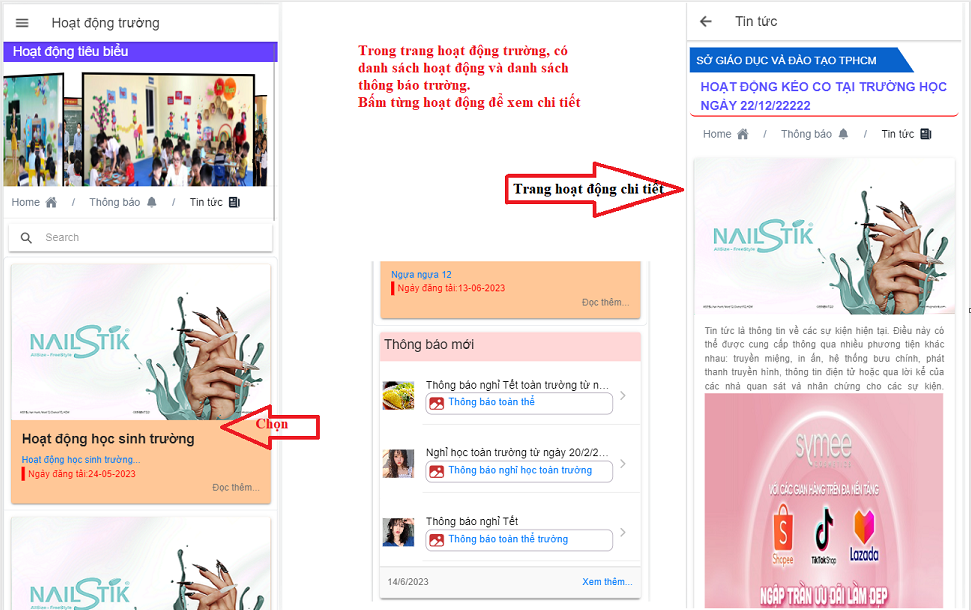 Hoạt động trường
Hoạt động tiêu biểu
Home / Thông báo / Tin tức
Search
NAILSTIK
Airllao - FreeStyle
Hoạt động học sinh trường
Hoạt động học sinh trường...
Ngày đăng tải:24-05-2023
Đọc thêm...
NAILSTIK
Chọn
Trong trang hoạt động trường, có
danh sách hoạt động và danh sách
thông báo trường.
Bấm từng hoạt động để xem chi tiết
Trang hoạt động chi tiết
Ngựa ngựa 12
Ngày đăng tải:13-06-2023
Đọc thêm...
Thông báo mới
Thông báo nghỉ Tết toàn trường từ n...
Thông báo toàn thể
Nghỉ học toàn trường từ ngày 20/2/2...
Thông báo nghỉ học toàn trường
Thông báo nghỉ Tết
Thông báo toàn thể trường
14/6/2023
Xem thêm...
Tin tức
SỞ GIÁO DỤC VÀ ĐÀO TẠO TPHCM
HOẠT ĐỘNG KÉO CO TẠI TRƯỜNG HỌC
NGÀY 22/12/22222
Home / Thông báo / Tin tức
NAILSTIK
Airllao - FreeStyle
Tin tức là thông tin về các sự kiện hiện tại. Điều này có
thể được cung cấp thông qua nhiều phương tiện khác
nhau: truyền miệng, in ấn, hệ thống bưu chính, phát
thanh truyền hình, thông tin điện tử hoặc qua lời kể của
các nhà quan sát và nhân chứng cho các sự kiện.
symee
VỚI CÁC GIAN HÀNG TRÊN ĐA NỀN TẢNG
Shopee
TikTok Shop
Lazada
NGẬP TRÀN ƯU ĐÃI LÀM ĐẸP